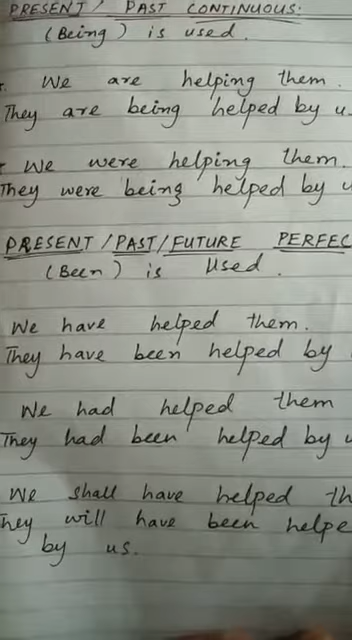 PRESENT / PAST CONTINUOUS:
(Being) is used.
We are helping them.
They are being helped by u
We were helping them.
They were being helped by u
PRESENT / PAST / FUTURE PERFEC
(Been) is Used.
We have helped them.
They have been helped by
We had helped them
They had been helped by u
We shall have helped th
They will have been helpe
by us.